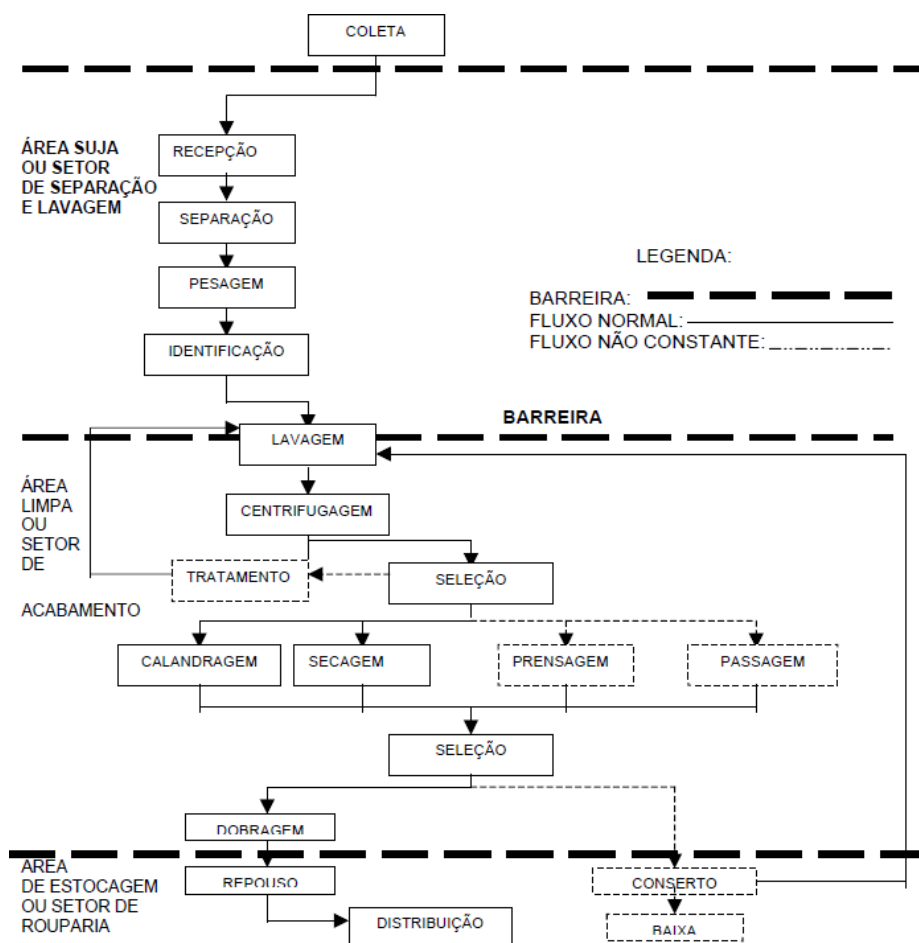 COLETA
ÁREA SUJA
OU SETOR
DE SEPARAÇÃO
E LAVAGEM
RECEPÇÃO
SEPARAÇÃO
PESAGEM
IDENTIFICAÇÃO
LEGENDA:
BARREIRA:
FLUXO NORMAL:
FLUXO NÃO CONSTANTE:
BARREIRA
LAVAGEM
ÁREA
LIMPA
OU
SETOR
DE
ACABAMENTO
CENTRIFUGAGEM
TRATAMENTO
SELEÇÃO
CALANDRAGEM
SECAGEM
PRENSAGEM
PASSAGEM
SELEÇÃO
DOBRAGEM
AREA
DE ESTOCAGEM
OU SETOR DE
ROUPARIA
REPOUSO
CONSERTO
DISTRIBUIÇÃO
BAIXA